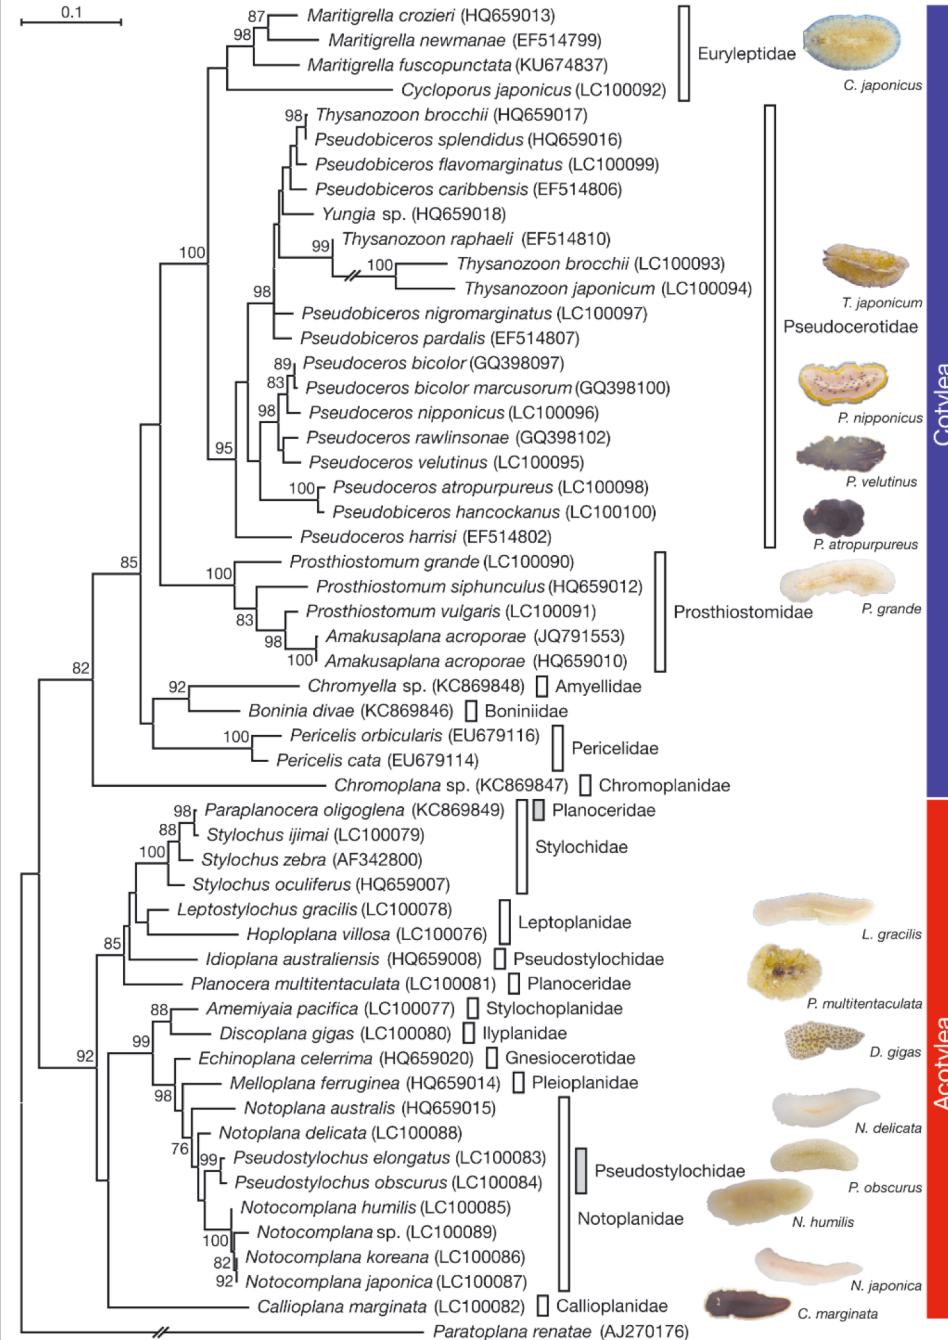 0.1
87
Maritigrella crozieri (HQ659013)
98
Maritigrella newmanae (EF514799)
Maritigrella fuscopunctata (KU674837)
Euryleptidae
Cycloporus japonicus (LC100092)
C. japonicus
98
Thysanozoon brocchii (HQ659017)
Pseudobiceros splendidus (HQ659016)
Pseudobiceros flavomarginatus (LC100099)
Pseudobiceros caribbensis (EF514806)
Yungia sp. (HQ659018)
99
Thysanozoon raphaeli (EF514810)
100
100
Thysanozoon brocchii (LC100093)
Thysanozoon japonicum (LC100094)
T. japonicum
98
Pseudobiceros nigromarginatus (LC100097)
Pseudocerotidae
Pseudobiceros pardalis (EF514807)
89
Pseudoceros bicolor (GQ398097)
83
Pseudoceros bicolor marcusorum (GQ398100)
98
Pseudoceros nipponicus (LC100096)
P. nipponicus
Cotylea
95
Pseudoceros rawlinsonae (GQ398102)
Pseudoceros velutinus (LC100095)
P. velutinus
100
Pseudoceros atropurpureus (LC100098)
Pseudobiceros hancockanus (LC100100)
Pseudoceros harrisi (EF514802)
P. atropurpureus
85
100
Prosthiostomum grande (LC100090)
Prosthiostomum siphunculus (HQ659012)
83
Prosthiostomum vulgaris (LC100091)
Prosthiostomidae
P. grande
98
Amakusaplana acroporae (JQ791553)
100
Amakusaplana acroporae (HQ659010)
82
92
Chromyella sp. (KC869848)
Amyellidae
Boninia divae (KC869846)
Boniniidae
100
Pericelis orbicularis (EU679116)
Pericelidae
Pericelis cata (EU679114)
Chromoplana sp. (KC869847)
Chromoplanidae
98
Paraplanocera oligoglena (KC869849)
Planoceridae
88
Stylochus ijimai (LC100079)
Stylochidae
100
Stylochus zebra (AF342800)
Stylochus oculiferus (HQ659007)
Leptostylochus gracilis (LC100078)
Leptoplanidae
Hoploplana villosa (LC100076)
L. gracilis
85
Idioplana australiensis (HQ659008)
Pseudostylochidae
Planocera multitentaculata (LC100081)
Planoceridae
P. multitentaculata
88
Amemiyaia pacifica (LC100077)
Stylochoplanidae
99
Discoplana gigas (LC100080)
Ilyplanidae
D. gigas
92
Echinoplana celerrima (HQ659020)
Gnesiocerotidae
Acotylea
98
Melloplana ferruginea (HQ659014)
Pleioplanidae
Notoplana australis (HQ659015)
N. delicata
76
Notoplana delicata (LC100088)
99
Pseudostylochus elongatus (LC100083)
Pseudostylochidae
Pseudostylochus obscurus (LC100084)
P. obscurus
Notocomplana humilis (LC100085)
Notoplanidae
N. humilis
100
Notocomplana sp. (LC100089)
82
Notocomplana koreana (LC100086)
92
Notocomplana japonica (LC100087)
N. japonica
Callioplana marginata (LC100082)
Callioplanidae
C. marginata
Paratoplana renatae (AJ270176)